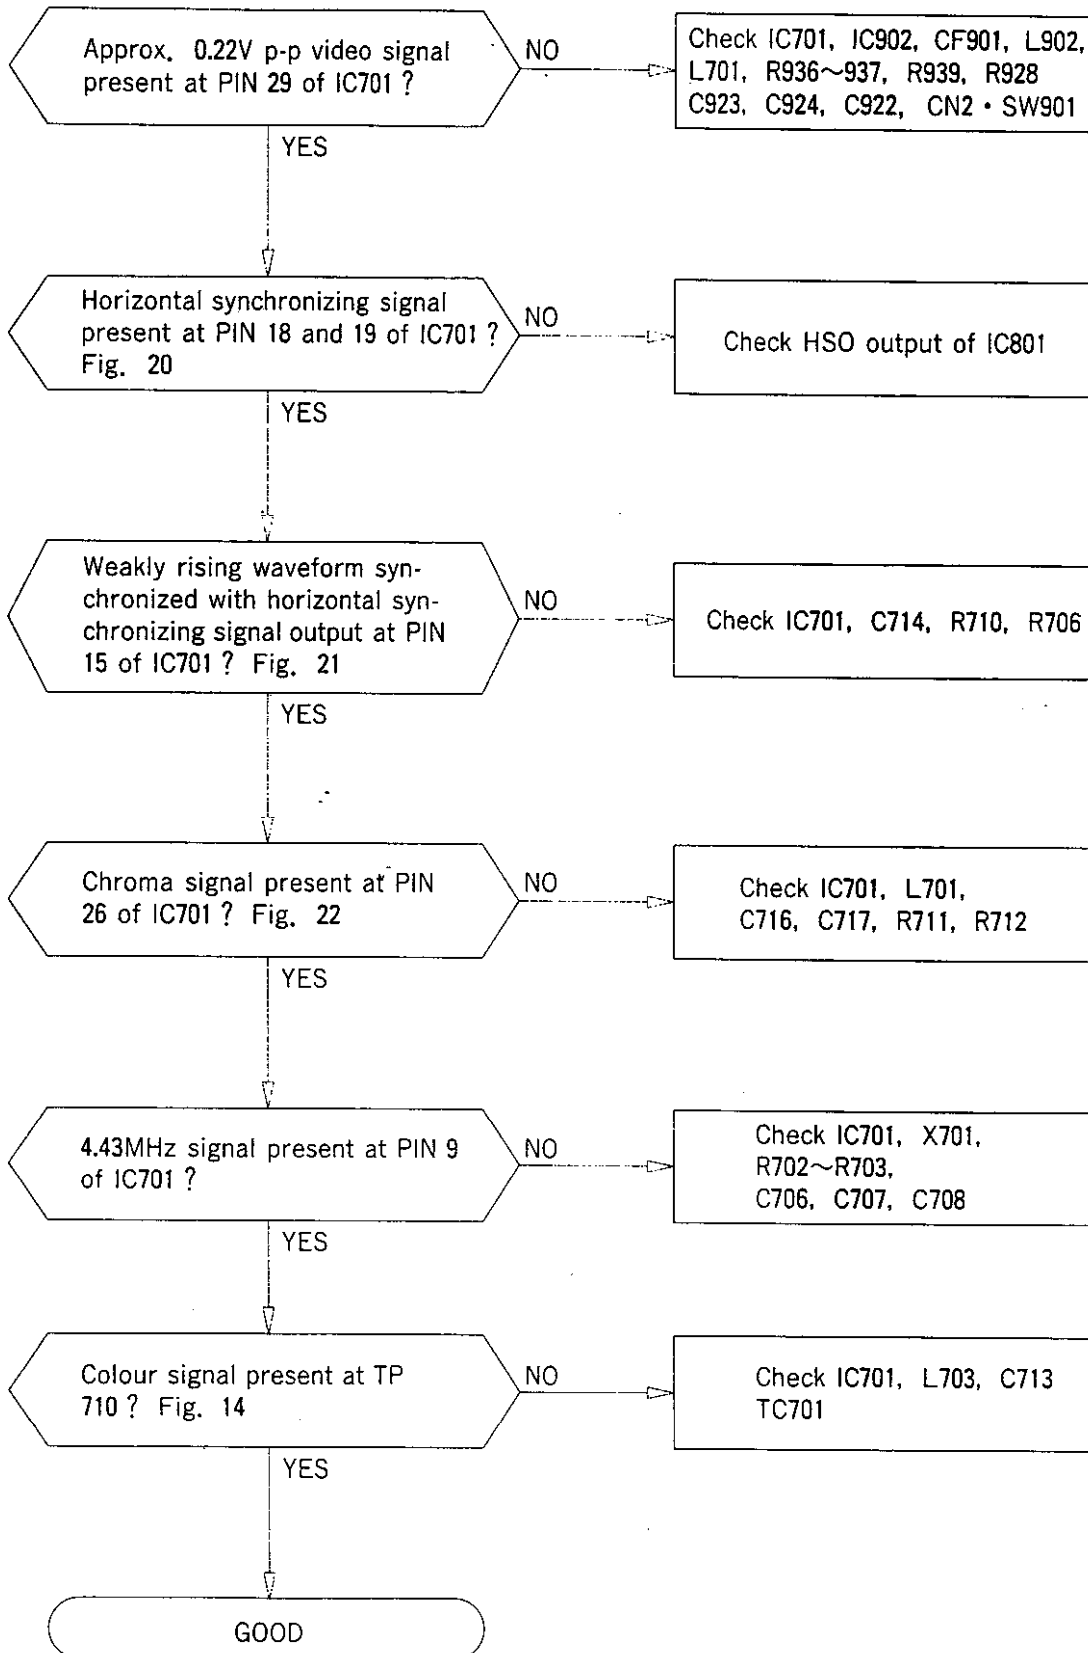 Approx. 0.22V p-p video signal
present at PIN 29 of IC701 ?
NO
Check IC701, IC902, CF901, L902,
L701, R936~937, R939, R928
C923, C924, C922, CN2・SW901
YES
Horizontal synchronizing signal
present at PIN 18 and 19 of IC701 ?
Fig. 20
NO
Check HSO output of IC801
YES
Weakly rising waveform syn-
chronized with horizontal syn-
chronizing signal output at PIN
15 of IC701 ? Fig. 21
NO
Check IC701, C714, R710, R706
YES
Chroma signal present at PIN
26 of IC701 ? Fig. 22
NO
Check IC701, L701,
C716, C717, R711, R712
YES
4.43MHz signal present at PIN 9
of IC701 ?
NO
Check IC701, X701,
R702~R703,
C706, C707, C708
YES
Colour signal present at TP
710 ? Fig. 14
NO
Check IC701, L703, C713
TC701
YES
GOOD